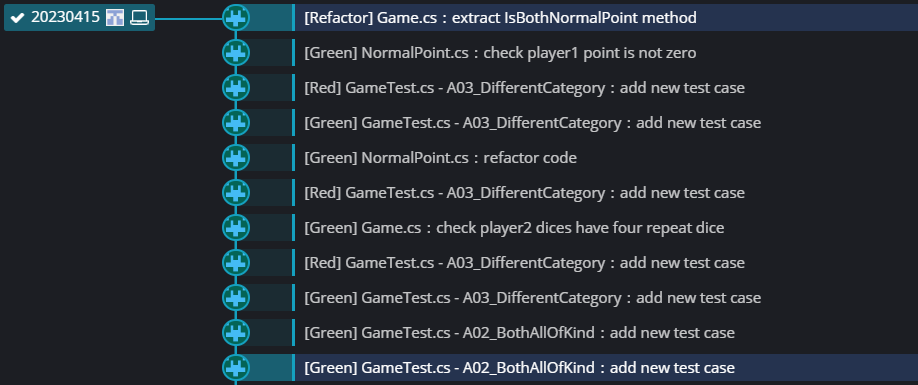 20230415
[Refactor] Game.cs：extract IsBothNormalPoint method
[Green] NormalPoint.cs：check player1 point is not zero
[Red] GameTest.cs - A03_DifferentCategory：add new test case
[Green] GameTest.cs - A03_DifferentCategory：add new test case
[Green] NormalPoint.cs：refactor code
[Red] GameTest.cs - A03_DifferentCategory：add new test case
[Green] Game.cs：check player2 dices have four repeat dice
[Red] GameTest.cs - A03_DifferentCategory：add new test case
[Green] GameTest.cs - A03_DifferentCategory：add new test case
[Green] GameTest.cs - A02_BothAllOfKind：add new test case
[Green] GameTest.cs - A02_BothAllOfKind：add new test case